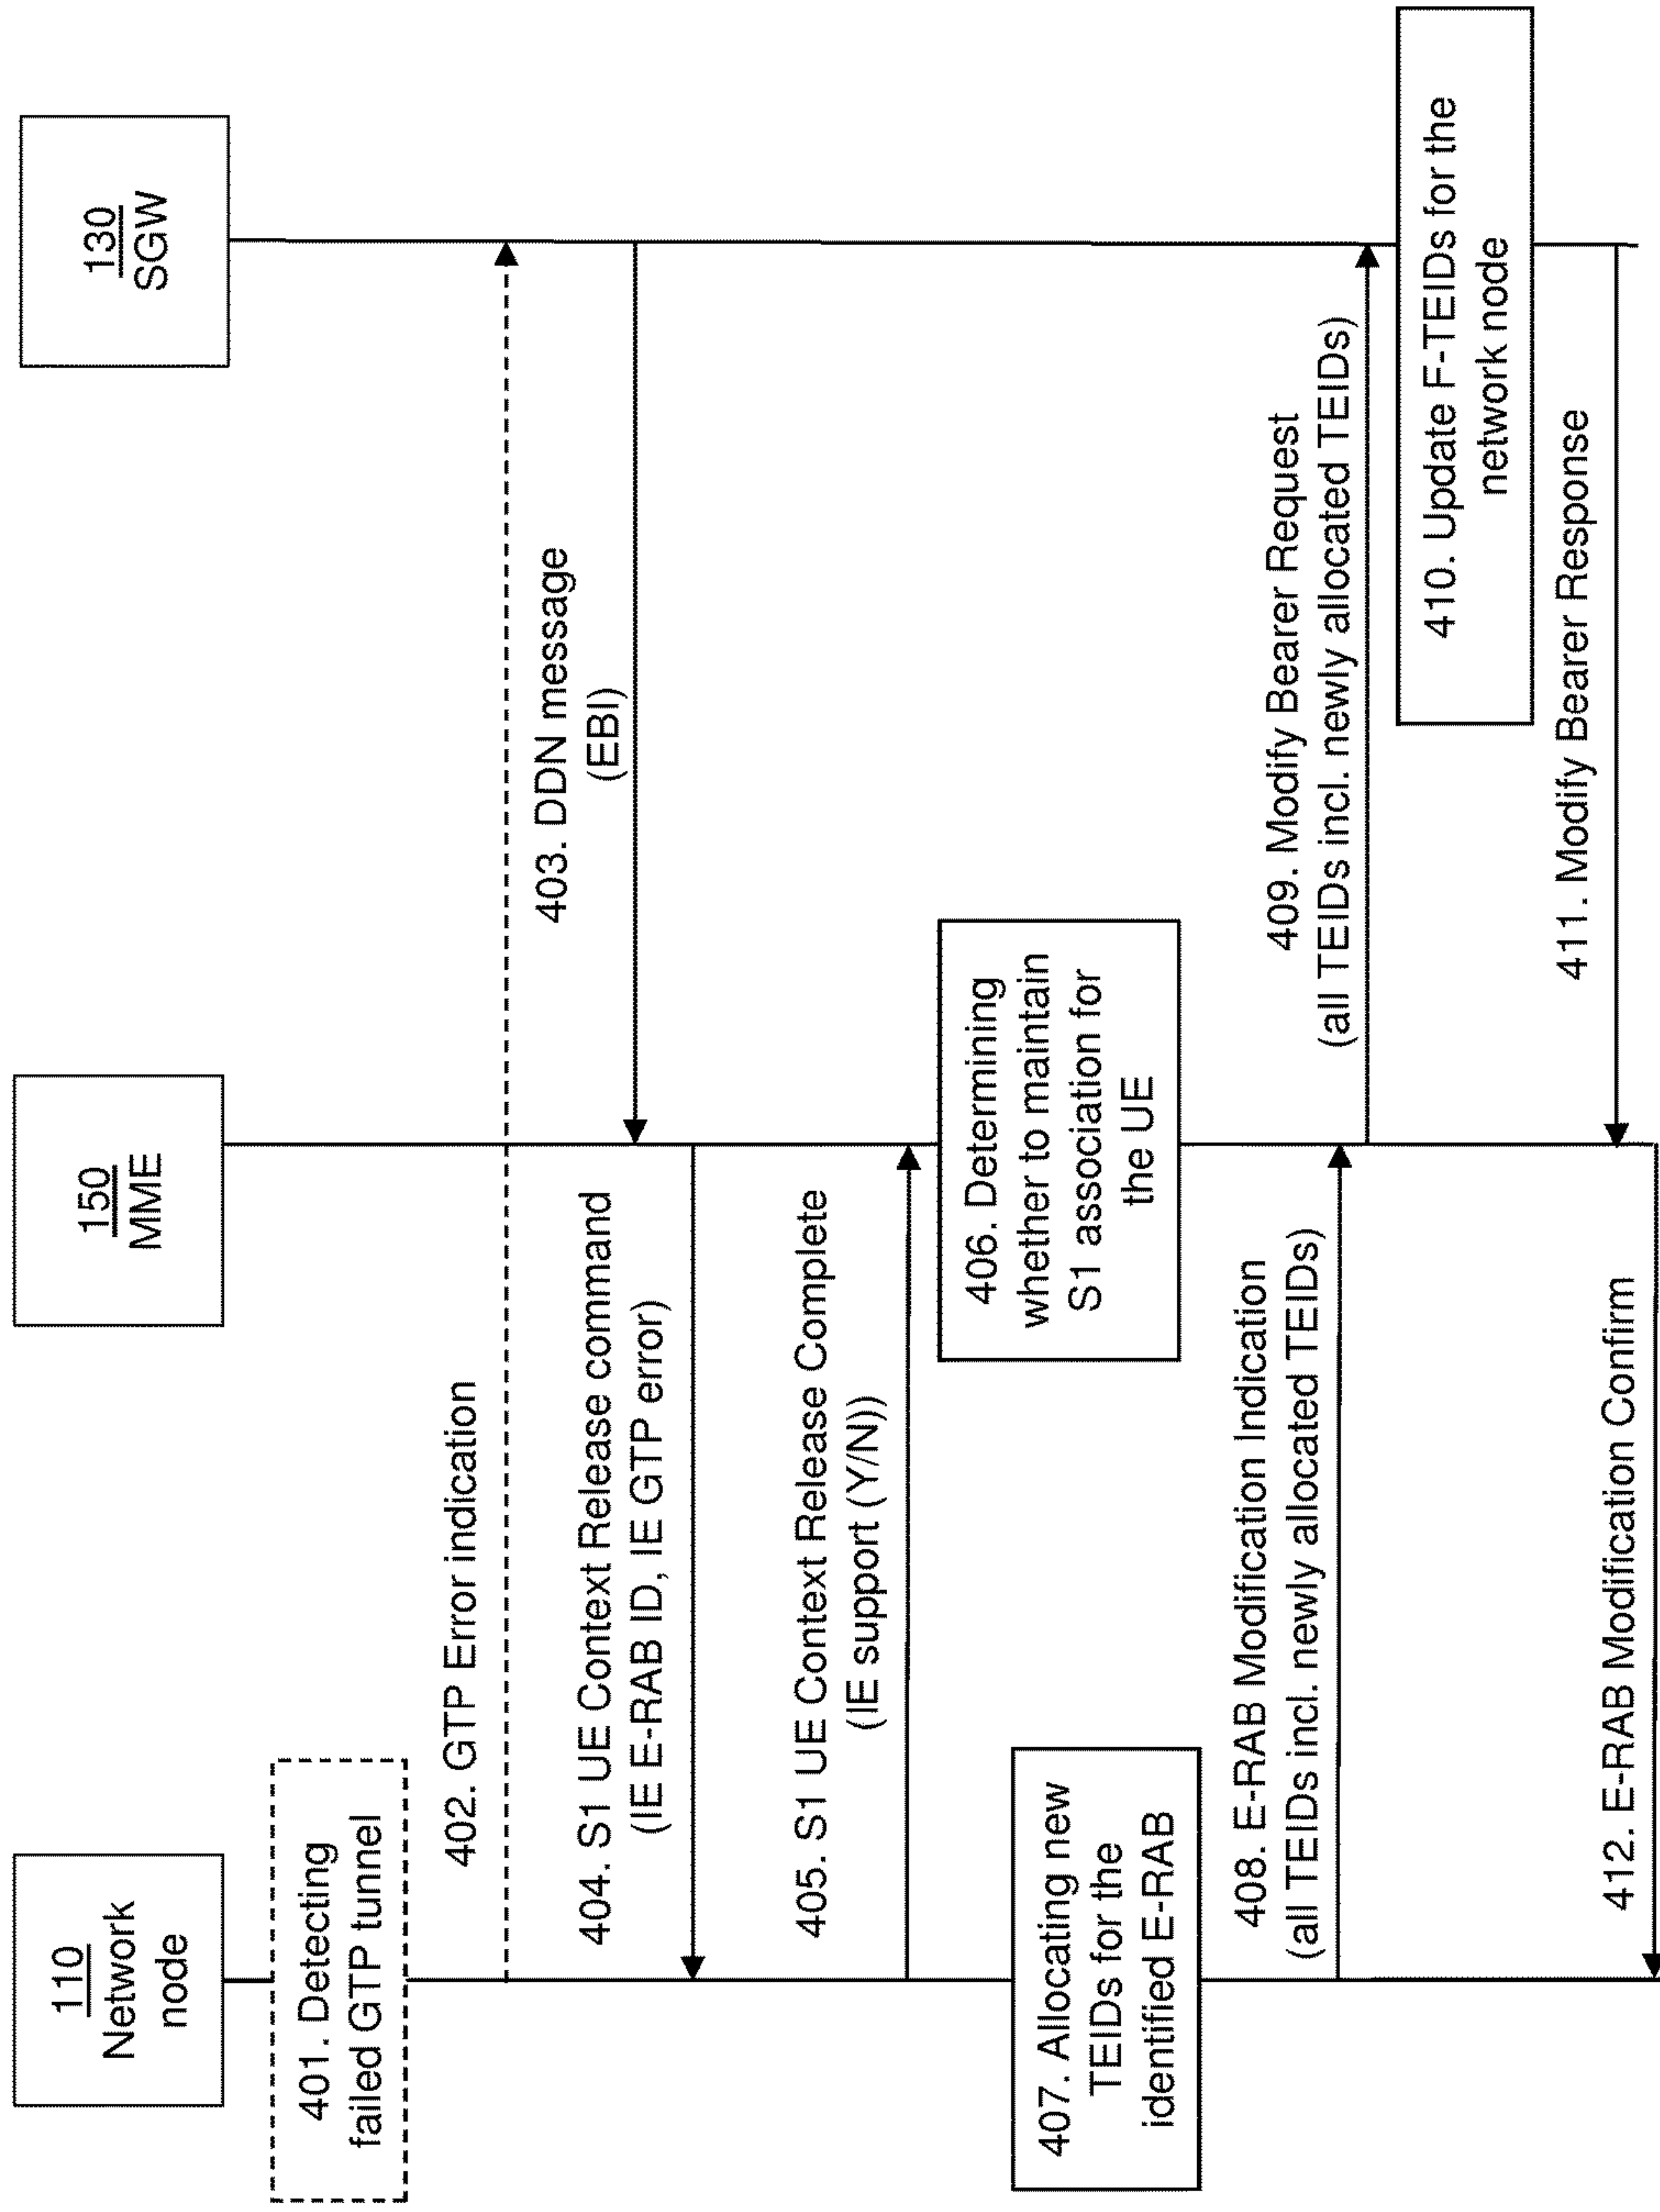 110
Network
node
150
MME
130
SGW
401. Detecting
failed GTP tunnel
402. GTP Error indication
403. DDN message
(EBI)
404. S1 UE Context Release command
(IE E-RAB ID, IE GTP error)
405. S1 UE Context Release Complete
(IE support (Y/N))
406. Determining
whether to maintain
S1 association for
the UE
407. Allocating new
TEIDs for the
identified E-RAB
408. E-RAB Modification Indication
(all TEIDs incl. newly allocated TEIDs)
409. Modify Bearer Request
(all TEIDs incl. newly allocated TEIDs)
410. Update F-TEIDs for the
network node
411. Modify Bearer Response
412. E-RAB Modification Confirm